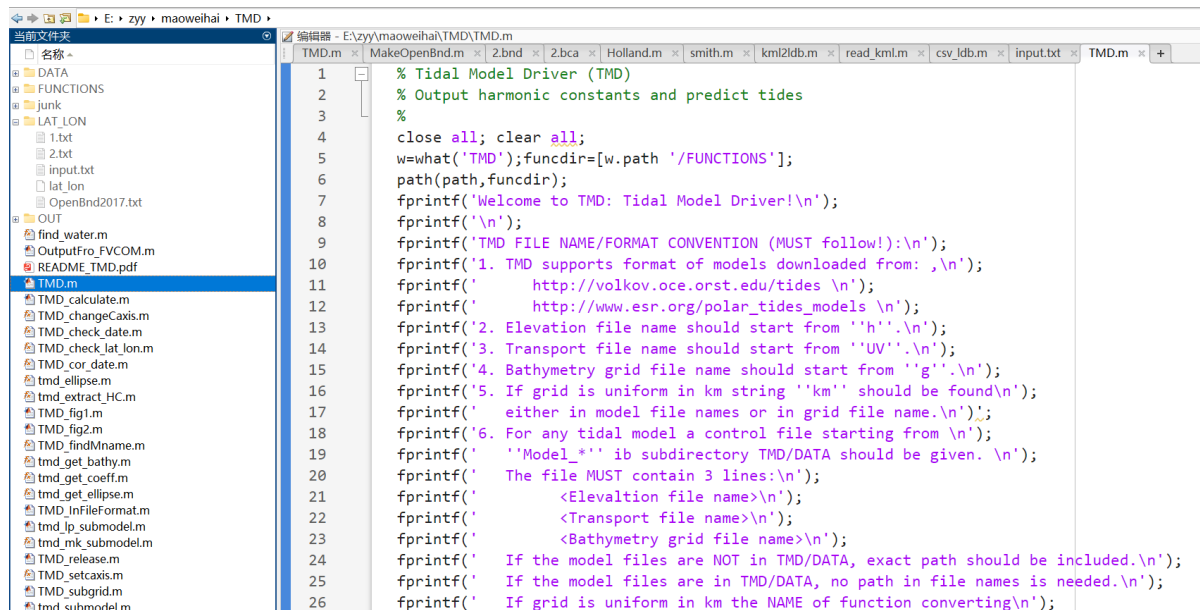 E: zyy maoweihai TMD
当前文件夹
名称
DATA
FUNCTIONS
junk
LAT_LON
1.txt
2.txt
input.txt
lat_lon
OpenBnd2017.txt
OUT
find_water.m
OutputFro_FVCOM.m
README_TMD.pdf
TMD.m
TMD_calculate.m
TMD_changeCaxis.m
TMD_check_date.m
TMD_check_lat_lon.m
TMD_cor_date.m
tmd_ellipse.m
tmd_extract_HC.m
TMD_fig1.m
TMD_fig2.m
TMD_findMname.m
tmd_get_bathy.m
tmd_get_coeff.m
tmd_get_ellipse.m
TMD_InFileFormat.m
tmd_lp_submodel.m
tmd_mk_submodel.m
TMD_release.m
TMD_setcaxis.m
TMD_subgrid.m
tmd_submodel.m
编辑器 - E:\zyy\maoweihai\TMD\TMD.m
TMD.m MakeOpenBnd.m 2.bnd 2.bca Holland.m smith.m kml2ldb.m read_kml.m csv_ldb.m input.txt TMD.m
1 % Tidal Model Driver (TMD)
2 % Output harmonic constants and predict tides
3 %
4 close all; clear all;
5 w=what('TMD');funcdir=[w.path '/FUNCTIONS'];
6 path(path,funcdir);
7 fprintf('Welcome to TMD: Tidal Model Driver!\n');
8 fprintf('\n');
9 fprintf('TMD FILE NAME/FORMAT CONVENTION (MUST follow!):\n');
10 fprintf('1. TMD supports format of models downloaded from: ,\n');
11 fprintf('      http://volkov.oce.orst.edu/tides \n');
12 fprintf('      http://www.esr.org/polar_tides_models \n');
13 fprintf('2. Elevation file name should start from ''h''.\n');
14 fprintf('3. Transport file name should start from ''UV''.\n');
15 fprintf('4. Bathymetry grid file name should start from ''g''.\n');
16 fprintf('5. If grid is uniform in km string ''km'' should be found\n');
17 fprintf('   either in model file names or in grid file name.\n')';
18 fprintf('6. For any tidal model a control file starting from \n');
19 fprintf('   ''Model_*'' ib subdirectory TMD/DATA should be given. \n');
20 fprintf('   The file MUST contain 3 lines:\n');
21 fprintf('         <Elevaltion file name>\n');
22 fprintf('         <Transport file name>\n');
23 fprintf('         <Bathymetry grid file name>\n');
24 fprintf('   If the model files are NOT in TMD/DATA, exact path should be included.\n');
25 fprintf('   If the model files are in TMD/DATA, no path in file names is needed.\n');
26 fprintf('   If grid is uniform in km the NAME of function converting\n');